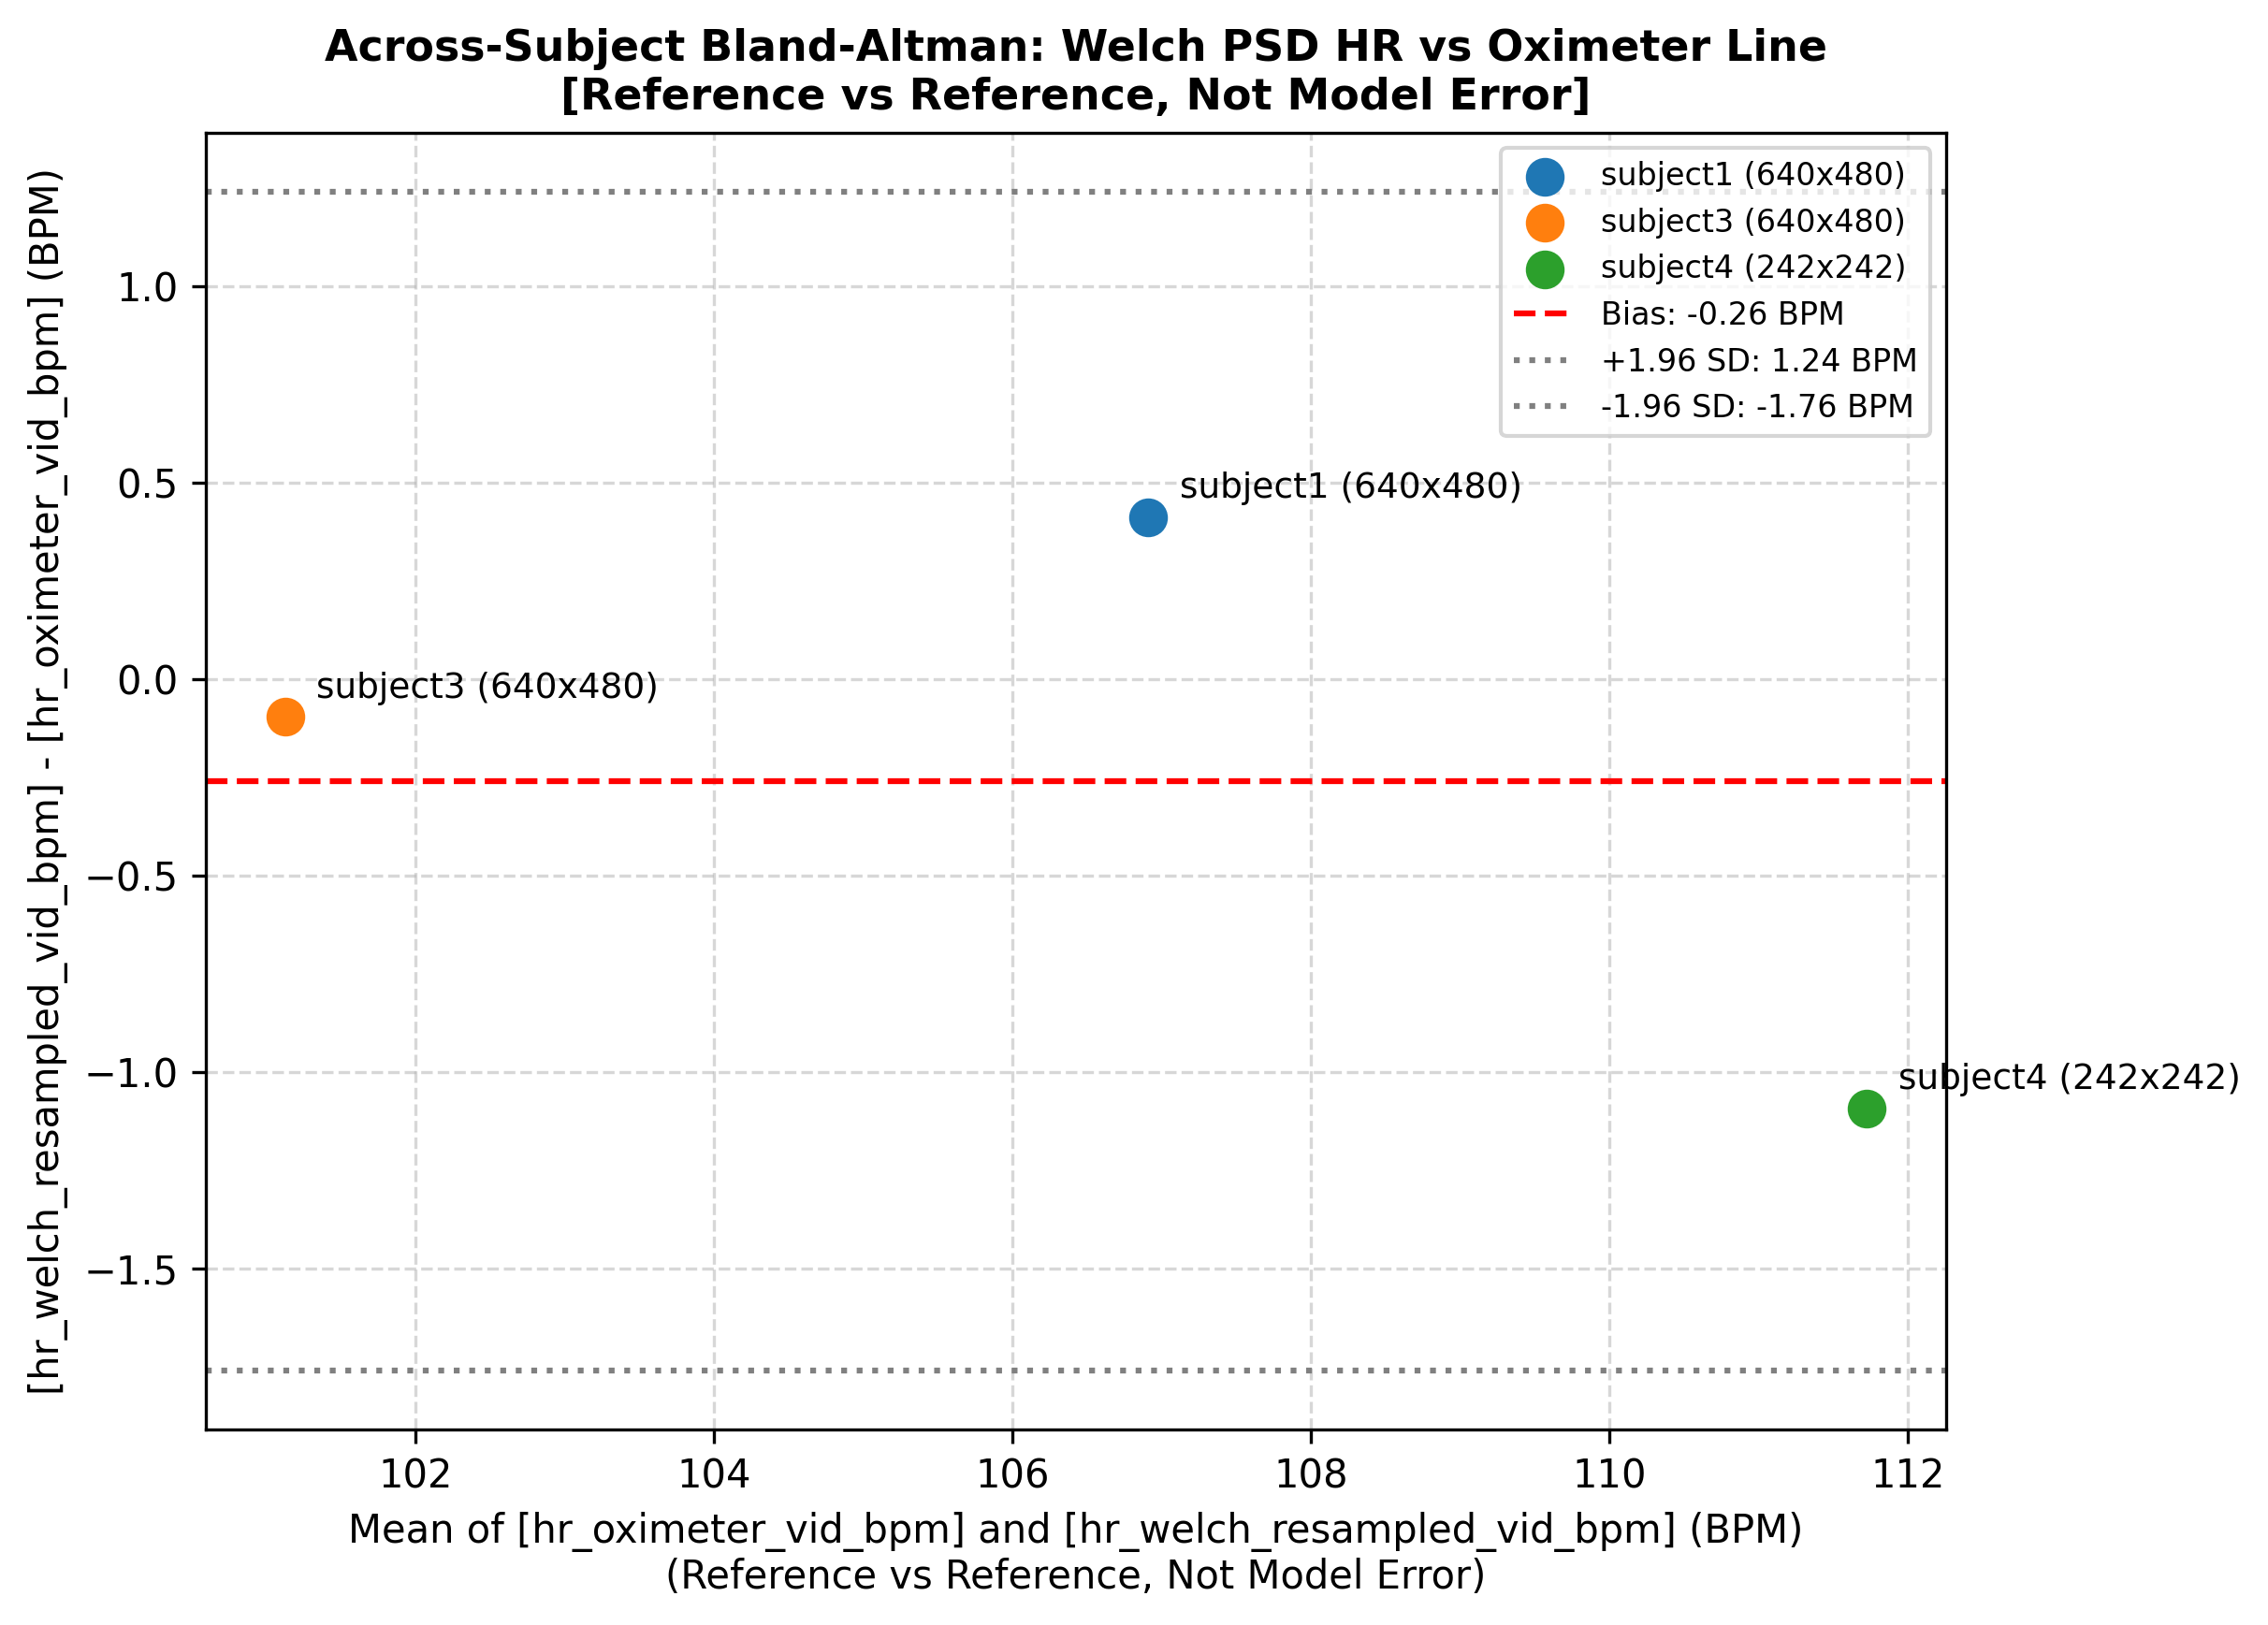 Across-Subject Bland-Altman: Welch PSD HR vs Oximeter Line
[Reference vs Reference, Not Model Error]
[hr_welch_resampled_vid_bpm] - [hr_oximeter_vid_bpm] (BPM)
1.0
0.5
0.0
−0.5
−1.0
−1.5
subject1 (640x480)
subject3 (640x480)
subject4 (242x242)
Bias: -0.26 BPM
+1.96 SD: 1.24 BPM
-1.96 SD: -1.76 BPM
subject1 (640x480)
subject3 (640x480)
subject4 (242x242)
102
104
106
108
110
112
Mean of [hr_oximeter_vid_bpm] and [hr_welch_resampled_vid_bpm] (BPM)
(Reference vs Reference, Not Model Error)